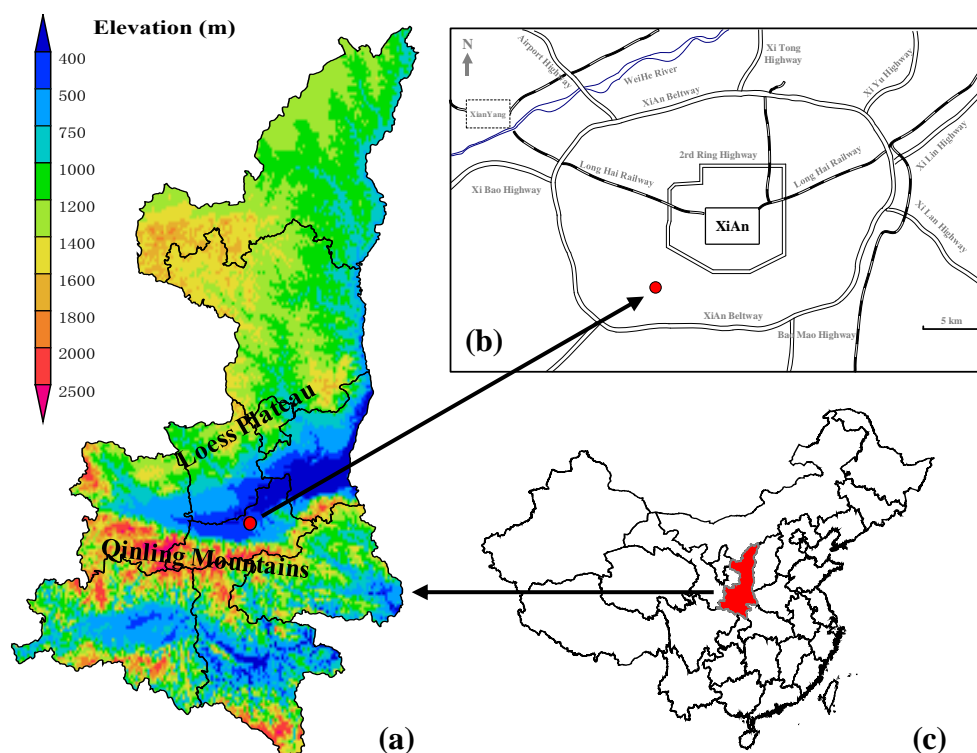 Elevation (m)
400
500
750
1000
1200
1400
1600
1800
2000
2500
Loess Plateau
Qinling Mountains
(a)
N
Airport Highway
WeiHe River
Xi Tong
Highway
Xi Yu Highway
XianYang
XiAn Beltway
2rd Ring Highway
Long Hai Railway
Long Hai Railway
Xi Lin Highway
Xi Bao Highway
XiAn
Xi Lan Highway
XiAn Beltway
Bao Mao Highway
5 km
(b)
(c)